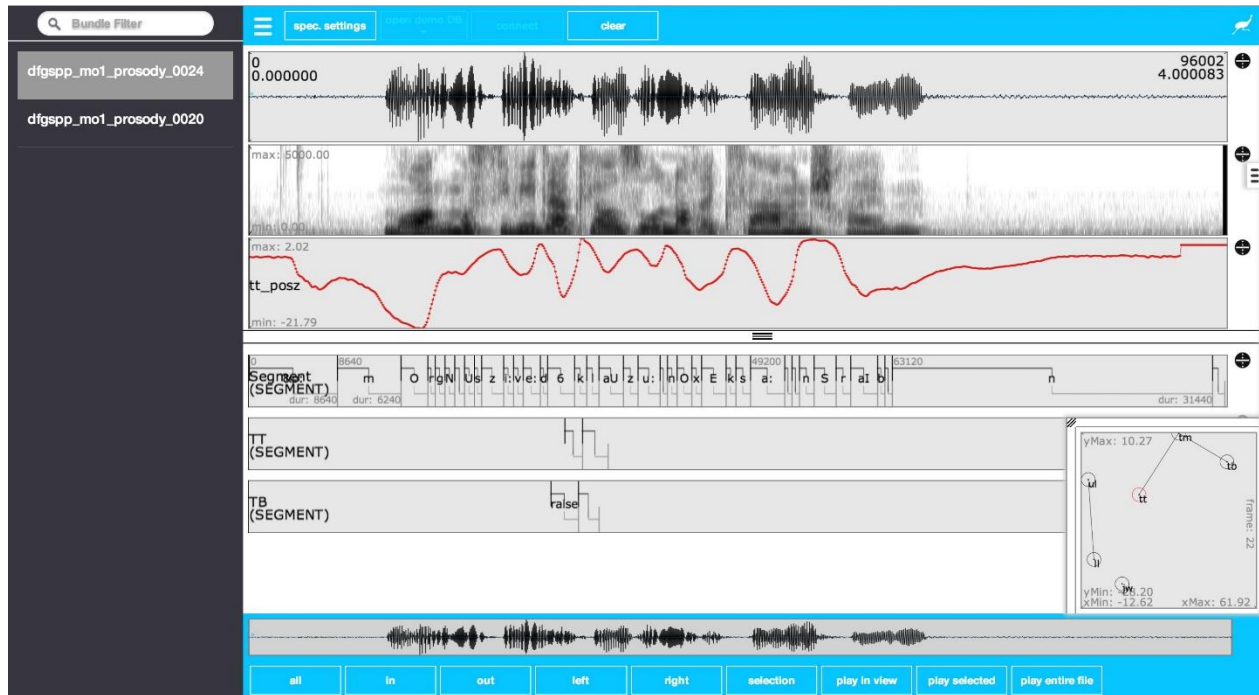 Bundle Filter
dfgspp_mo1_prosody_0024
dfgspp_mo1_prosody_0020
spec. settings
open demo DB
connect
clear
0
0.000000
96002
4.000083
max: 5000.00
min: 0.00
max: 2.02
tt_posz
min: -21.79
0 8640 49200 63120
Segment m O r g N U s z i: v e: d 6 k l aU z u: n O x E k s a: n S r aI b n
(SEGMENT) dur: 8640 dur: 6240 dur: 31440
TT
(SEGMENT)
TB raise
(SEGMENT)
yMax: 10.27
tm
tb
ul
tt
frame: 22
ll
jw
yMin:
xMin: -12.62 xMax: 61.92
all in out left right selection play in view play selected play entire file